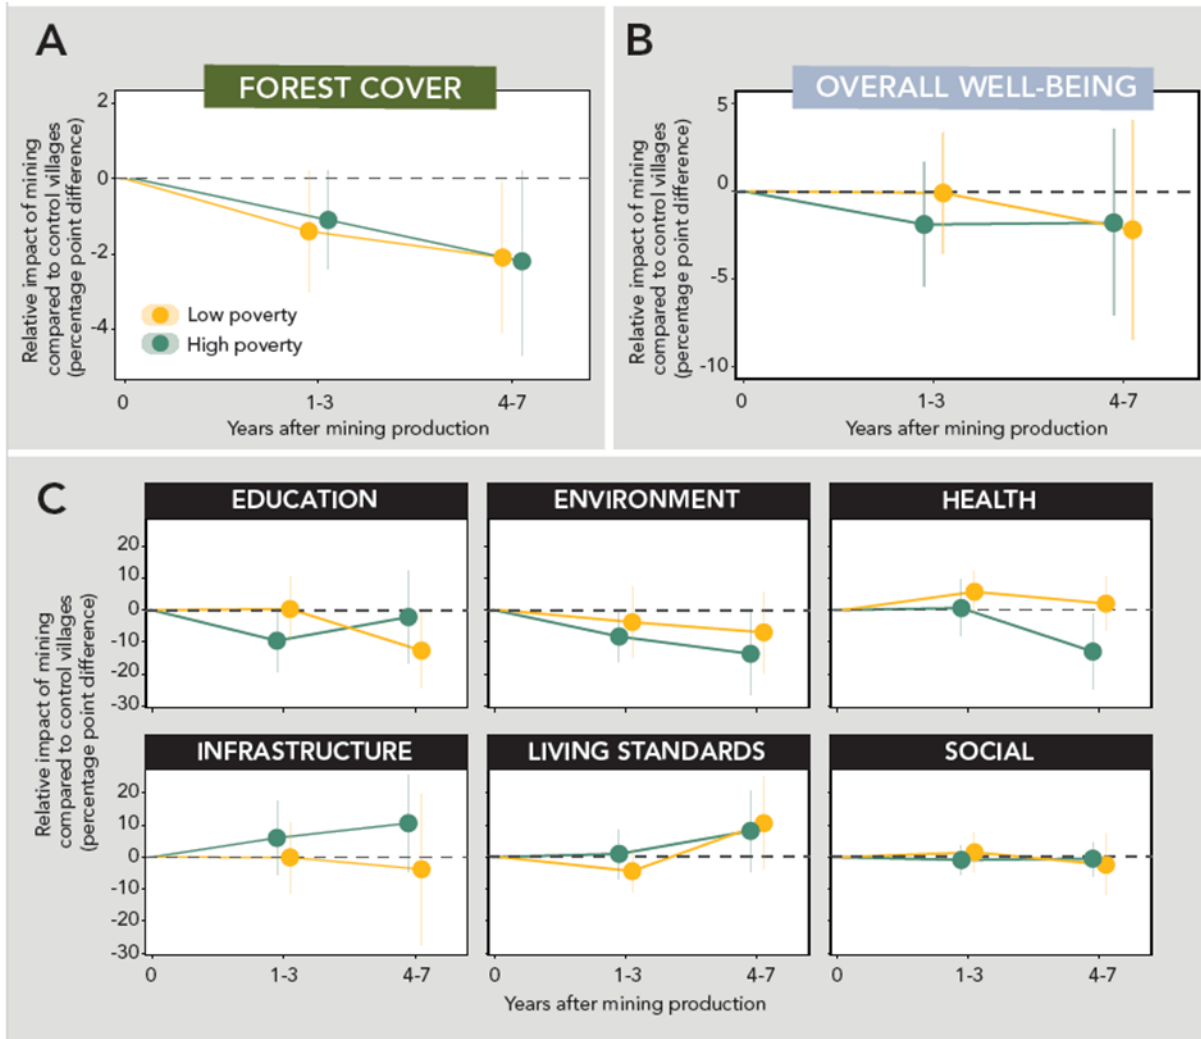 A
FOREST COVER
Relative impact of mining
compared to control villages
(percentage point difference)
2
0
-2
-4
Low poverty
High poverty
0
1-3
4-7
Years after mining production
B
OVERALL WELL-BEING
Relative impact of mining
compared to control villages
(percentage point difference)
5
0
-5
-10
0
1-3
4-7
Years after mining production
C
EDUCATION
ENVIRONMENT
HEALTH
Relative impact of mining
compared to control villages
(percentage point difference)
20
10
0
-10
-20
-30
INFRASTRUCTURE
LIVING STANDARDS
SOCIAL
20
10
0
-10
-20
-30
0
1-3
4-7
0
1-3
4-7
0
1-3
4-7
Years after mining production